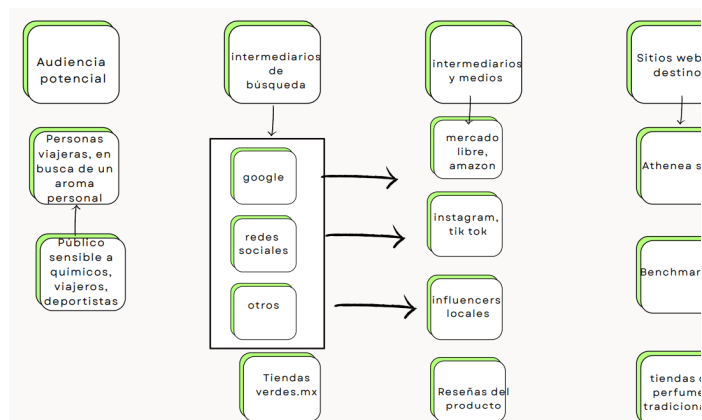 Audiencia
potencial
Personas
viajeras, en
busca de un
aroma
personal
Público
sensible a
quimicos,
viajeros,
deportistas
intermediarios
de
búsqueda
google
redes
sociales
otros
Tiendas
verdes.mx
intermediarios
y medios
mercado
libre,
amazon
instagram,
tik tok
influencers
locales
Reseñas del
producto
Sitios web
destino
Athenea
Benchmar
tiendas
perfume
tradiciona